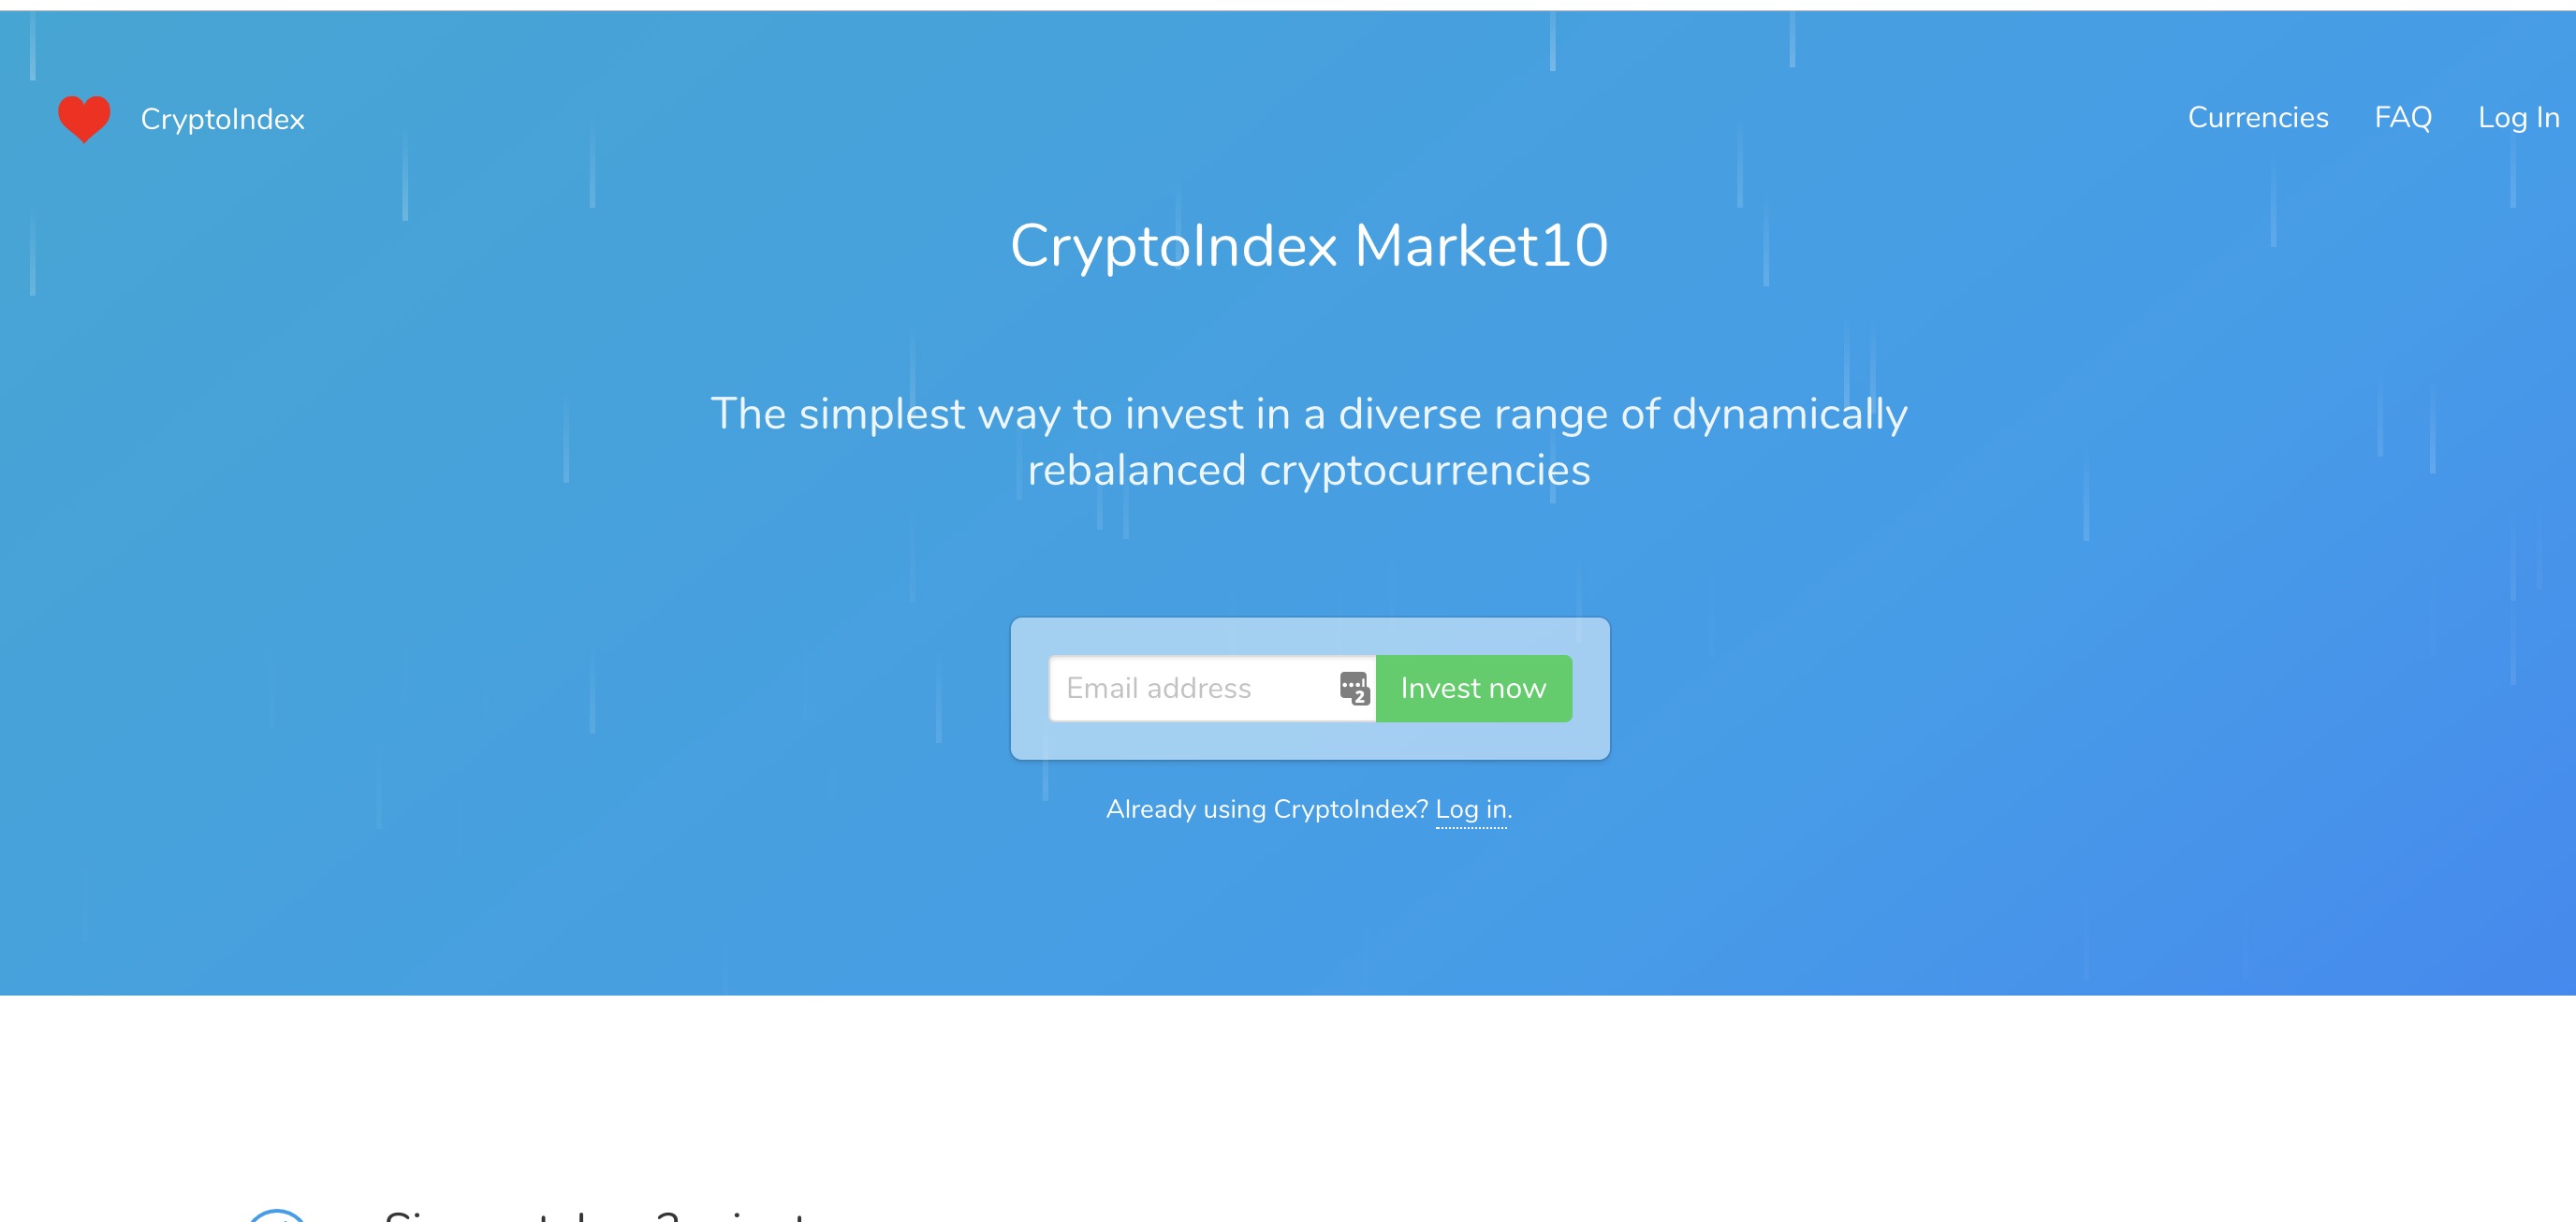 CryptoIndex
Currencies FAQ Log In
CryptoIndex Market10
The simplest way to invest in a diverse range of dynamically
rebalanced cryptocurrencies
Email address 2 Invest now
Already using CryptoIndex? Log in.